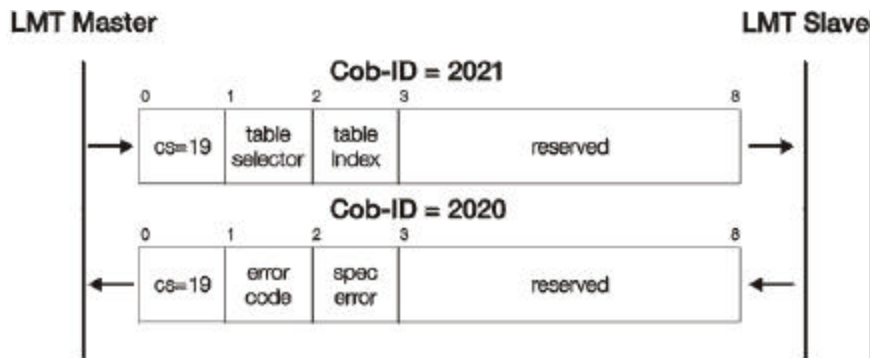 LMT Master LMT Slave
Cob-ID = 2021
0 1 2 3 8
cs=19 table selector table index reserved
Cob-ID = 2020
0 1 2 3 8
cs=19 error code spec error reserved